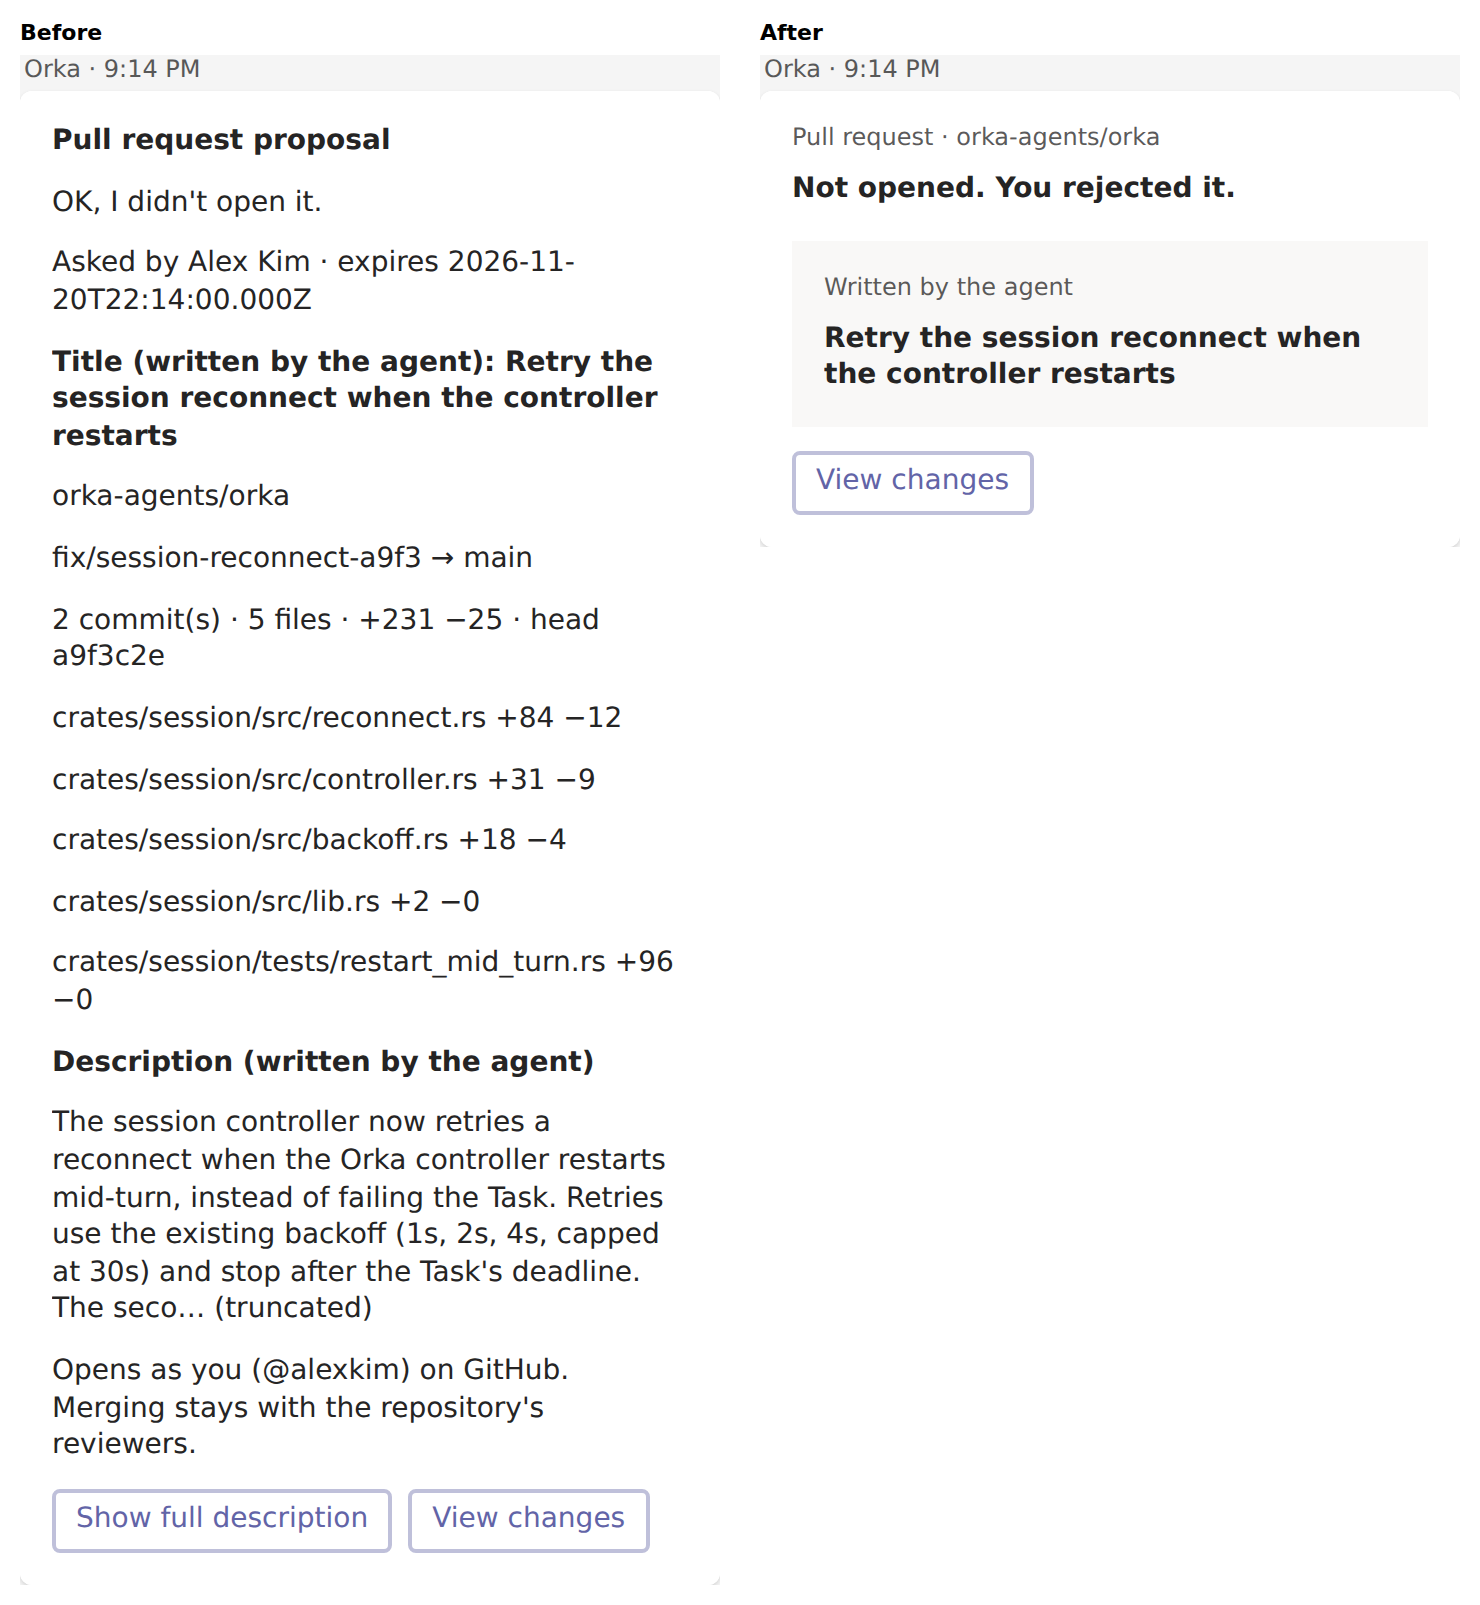 Before
Orka · 9:14 PM
Pull request proposal
OK, I didn't open it.
Asked by Alex Kim · expires 2026-11-
20T22:14:00.000Z
Title (written by the agent): Retry the
session reconnect when the controller
restarts
orka-agents/orka
fix/session-reconnect-a9f3 → main
2 commit(s) · 5 files · +231 −25 · head
a9f3c2e
crates/session/src/reconnect.rs +84 −12
crates/session/src/controller.rs +31 −9
crates/session/src/backoff.rs +18 −4
crates/session/src/lib.rs +2 −0
crates/session/tests/restart_mid_turn.rs +96
−0
Description (written by the agent)
The session controller now retries a
reconnect when the Orka controller restarts
mid-turn, instead of failing the Task. Retries
use the existing backoff (1s, 2s, 4s, capped
at 30s) and stop after the Task's deadline.
The seco… (truncated)
Opens as you (@alexkim) on GitHub.
Merging stays with the repository's
reviewers.
Show full description
View changes
After
Orka · 9:14 PM
Pull request · orka-agents/orka
Not opened. You rejected it.
Written by the agent
Retry the session reconnect when
the controller restarts
View changes